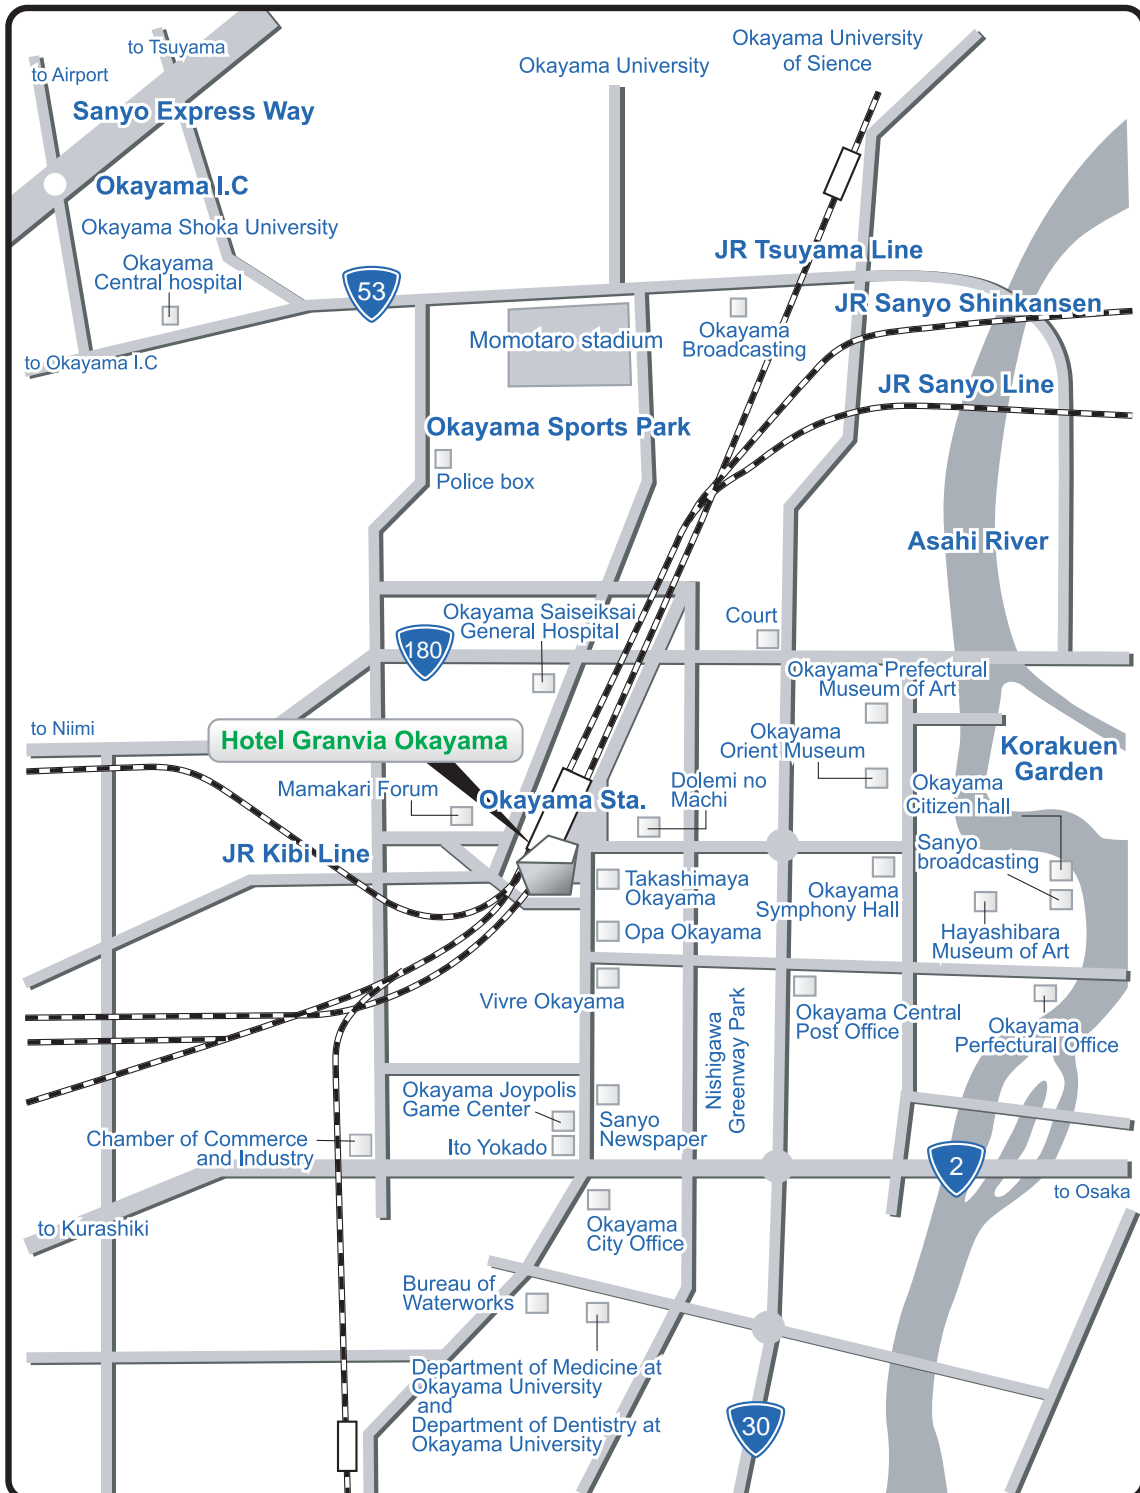 to Tsuyama
to Airport
Sanyo Express Way
Okayama I.C
Okayama Shoka University
Okayama
Central hospital
to Okayama I.C
53
Okayama University
Okayama University
of Sience
JR Tsuyama Line
JR Sanyo Shinkansen
Momotaro stadium
Okayama
Broadcasting
JR Sanyo Line
Okayama Sports Park
Police box
Asahi River
Okayama Saiseiksai
General Hospital
Court
180
Okayama Prefectural
Museum of Art
to Niimi
Hotel Granvia Okayama
Okayama
Orient Museum
Korakuen
Garden
Mamakari Forum
Okayama Sta.
Dolemi no
Machi
Okayama
Citizen hall
JR Kibi Line
Sanyo
broadcasting
Takashimaya
Okayama
Okayama
Symphony Hall
Opa Okayama
Hayashibara
Museum of Art
Vivre Okayama
Nishigawa
Greenway Park
Okayama Central
Post Office
Okayama
Perfectural Office
Okayama Joypolis
Game Center
Sanyo
Newspaper
Chamber of Commerce
and Industry
Ito Yokado
2
to Osaka
to Kurashiki
Okayama
City Office
Bureau of
Waterworks
Department of Medicine at
Okayama University
and
Department of Dentistry at
Okayama University
30